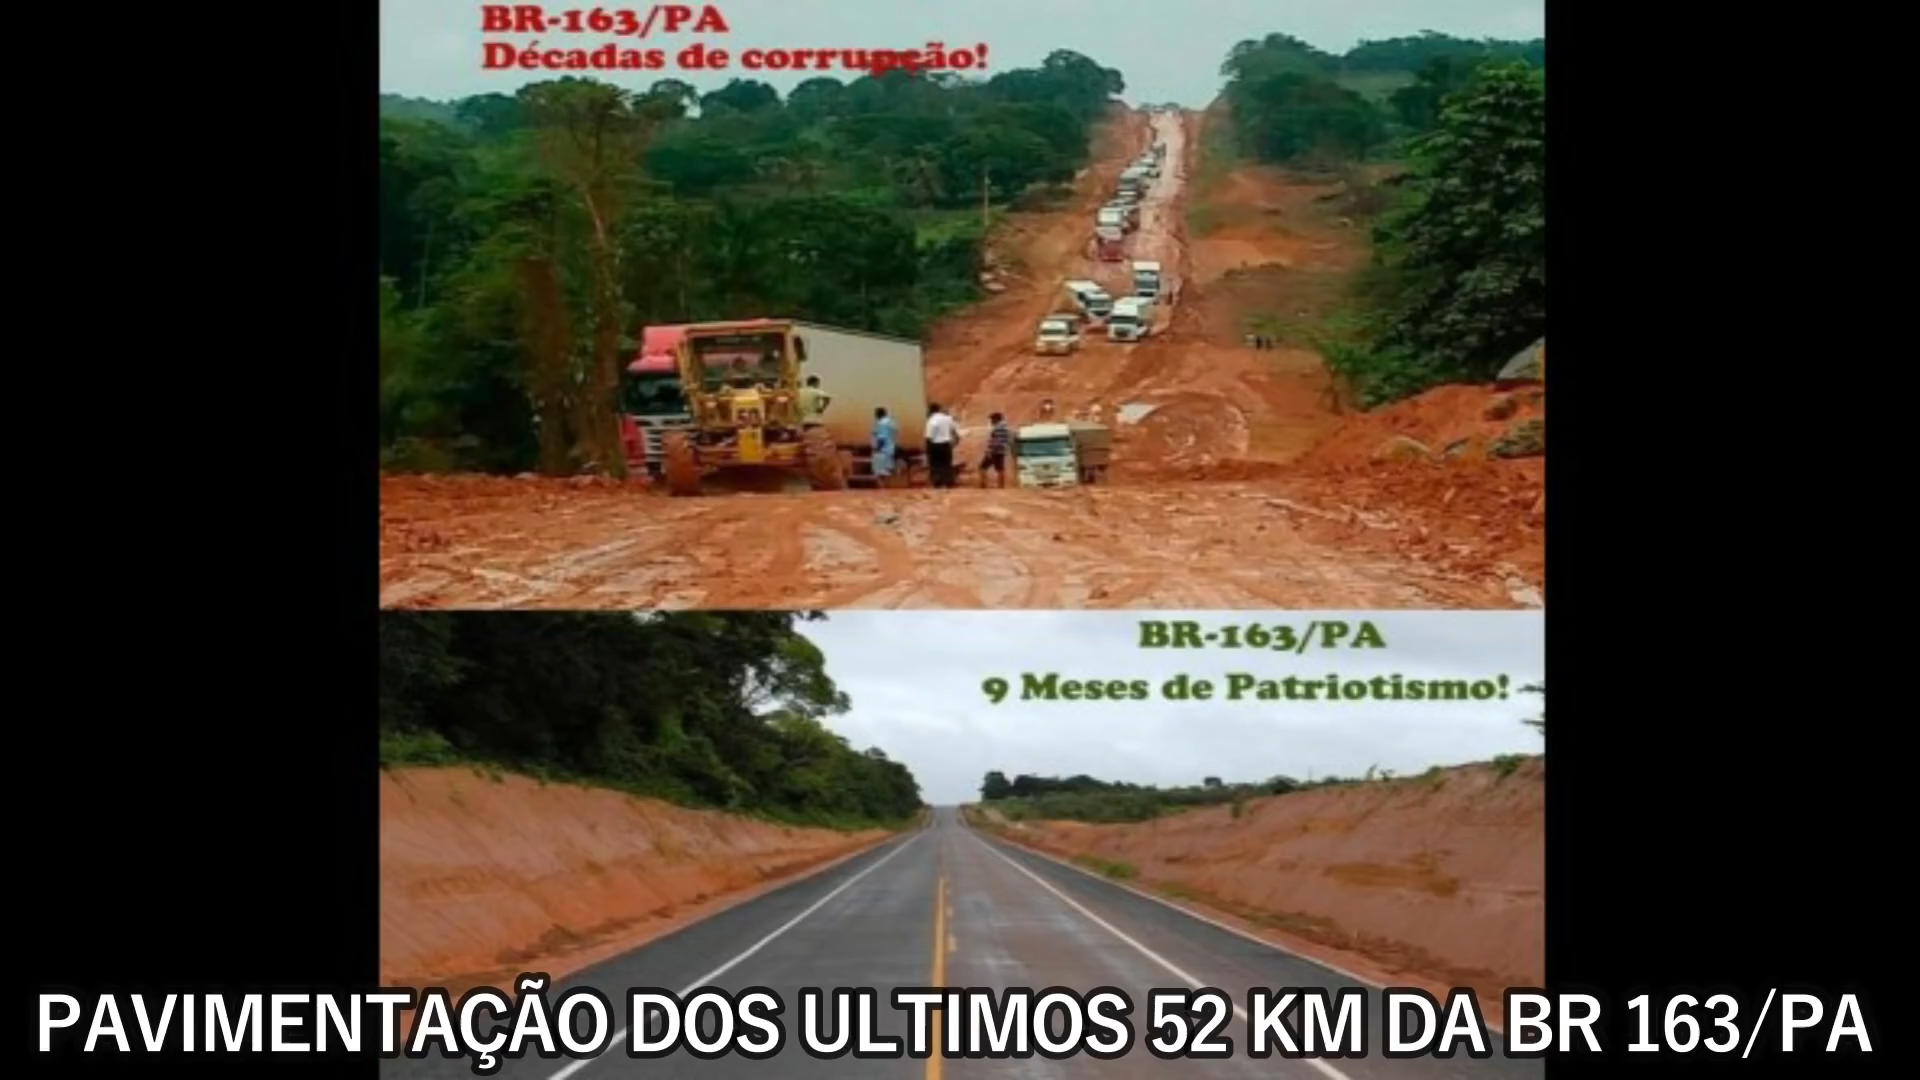 BR-163/PA
Décadas de corrupção!
BR-163/PA
9 Meses de Patriotismo!
PAVIMENTAÇÃO DOS ULTIMOS 52 KM DA BR 163/PA